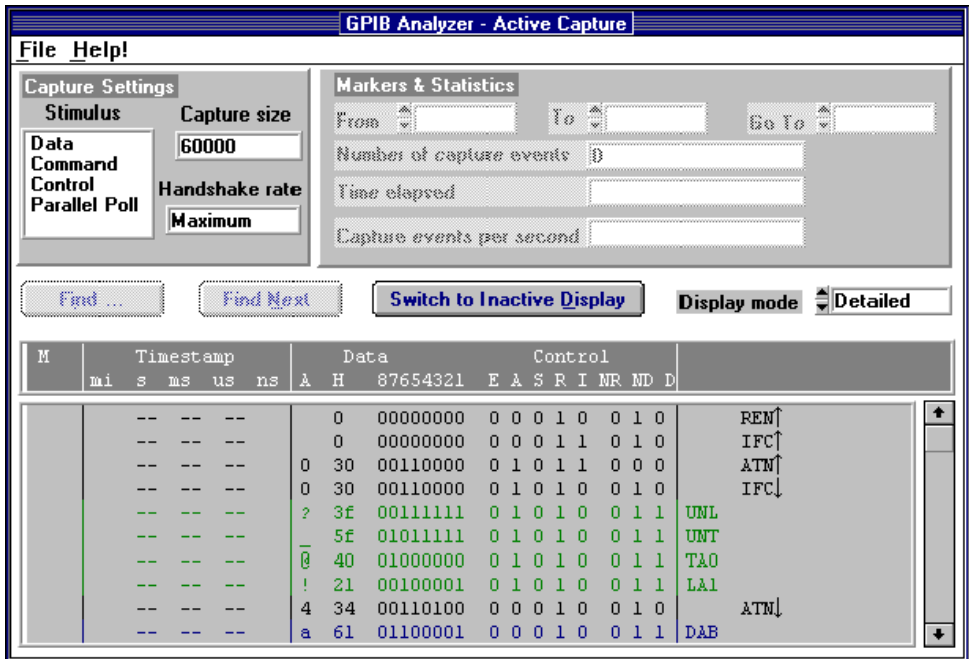 GPIB Analyzer - Active Capture
File Help!
Capture Settings
Stimulus
Data
Command
Control
Parallel Poll
Capture size
60000
Handshake rate
Maximum
Markers & Statistics
From To Go To
Number of capture events 0
Time elapsed
Capture events per second
Find ... Find Next Switch to Inactive Display Display mode Detailed
M Timestamp Data Control
mi s ms us ns A H 87654321 E A S R I NR ND D
-- -- -- 0 00000000 0 0 0 1 0 0 1 0 REN↑
-- -- -- 0 00000000 0 0 0 1 1 0 1 0 IFC↑
-- -- -- 0 30 00110000 0 1 0 1 1 0 0 0 ATN↑
-- -- -- 0 30 00110000 0 1 0 1 0 0 1 0 IFC↓
-- -- -- ? 3f 00111111 0 1 0 1 0 0 1 1 UNL
-- -- -- _ 5f 01011111 0 1 0 1 0 0 1 1 UNT
-- -- -- @ 40 01000000 0 1 0 1 0 0 1 1 TA0
-- -- -- ! 21 00100001 0 1 0 1 0 0 1 1 LA1
-- -- -- 4 34 00110100 0 0 0 1 0 0 1 0 ATN↓
-- -- -- a 61 01100001 0 0 0 1 0 0 1 1 DAB